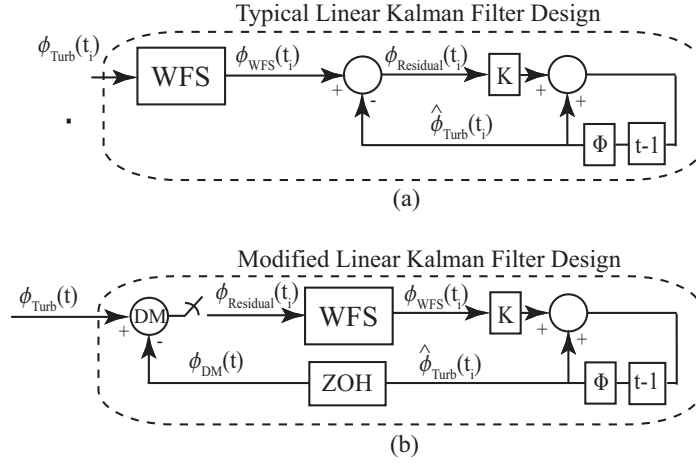 Typical Linear Kalman Filter Design
ϕTurb(ti)
WFS
ϕWFS(ti)
+
-
ϕResidual(ti)
K
+
+
ϕ̂Turb(ti)
Φ
t-1
(a)
Modified Linear Kalman Filter Design
ϕTurb(t)
+
DM
-
ϕResidual(ti)
WFS
ϕWFS(ti)
K
+
+
ϕDM(t)
ZOH
ϕ̂Turb(ti)
Φ
t-1
(b)